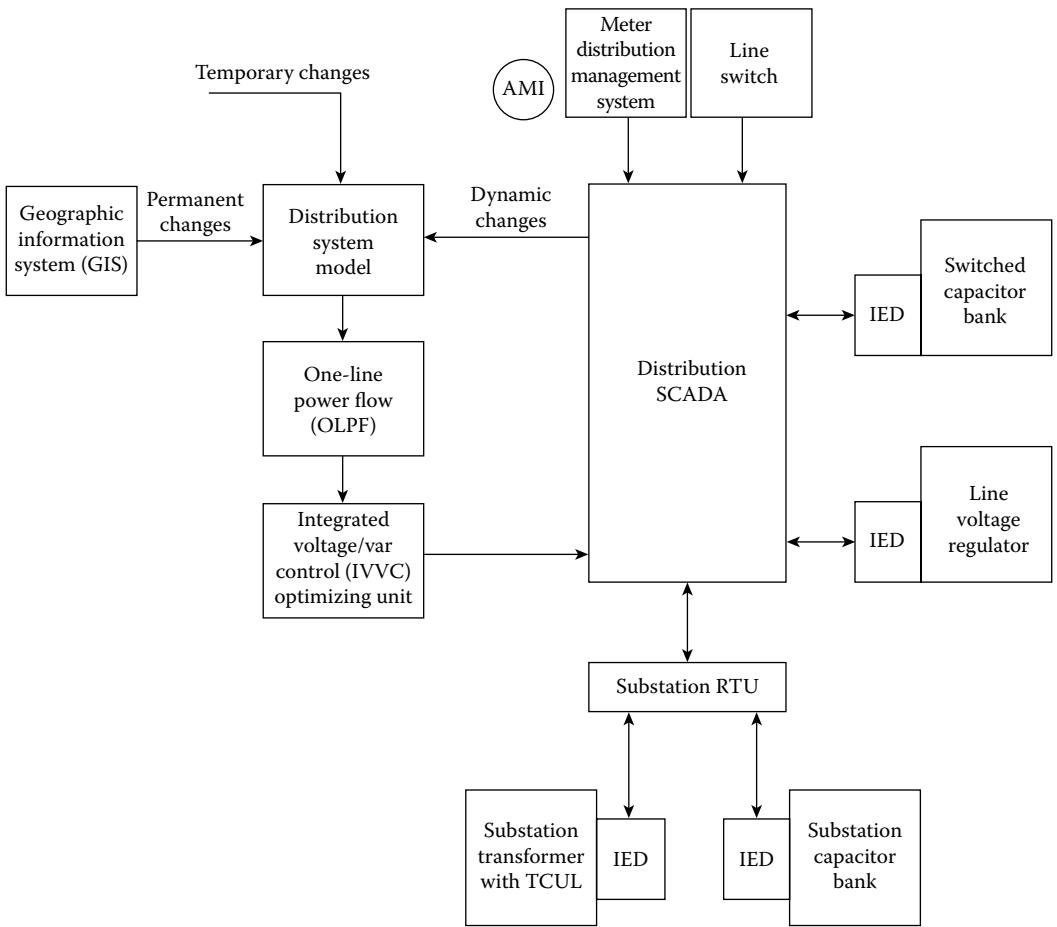 Temporary changes
AMI
Meter
distribution
management
system
Line
switch
Geographic
information
system (GIS)
Permanent
changes
Distribution
system
model
Dynamic
changes
Distribution
SCADA
IED
Switched
capacitor
bank
One-line
power flow
(OLPF)
Integrated
voltage/var
control (IVVC)
optimizing unit
IED
Line
voltage
regulator
Substation RTU
Substation
transformer
with TCUL
IED
IED
Substation
capacitor
bank